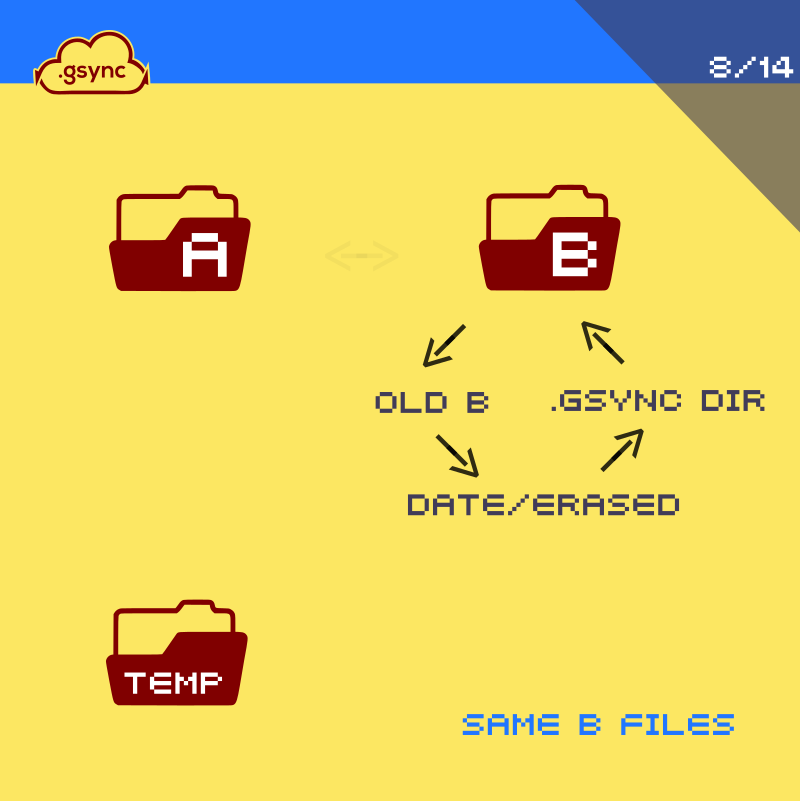 .gsync
8/14
A
B
OLD B
.GSYNC DIR
DATE/ERASED
TEMP
SAME B FILES